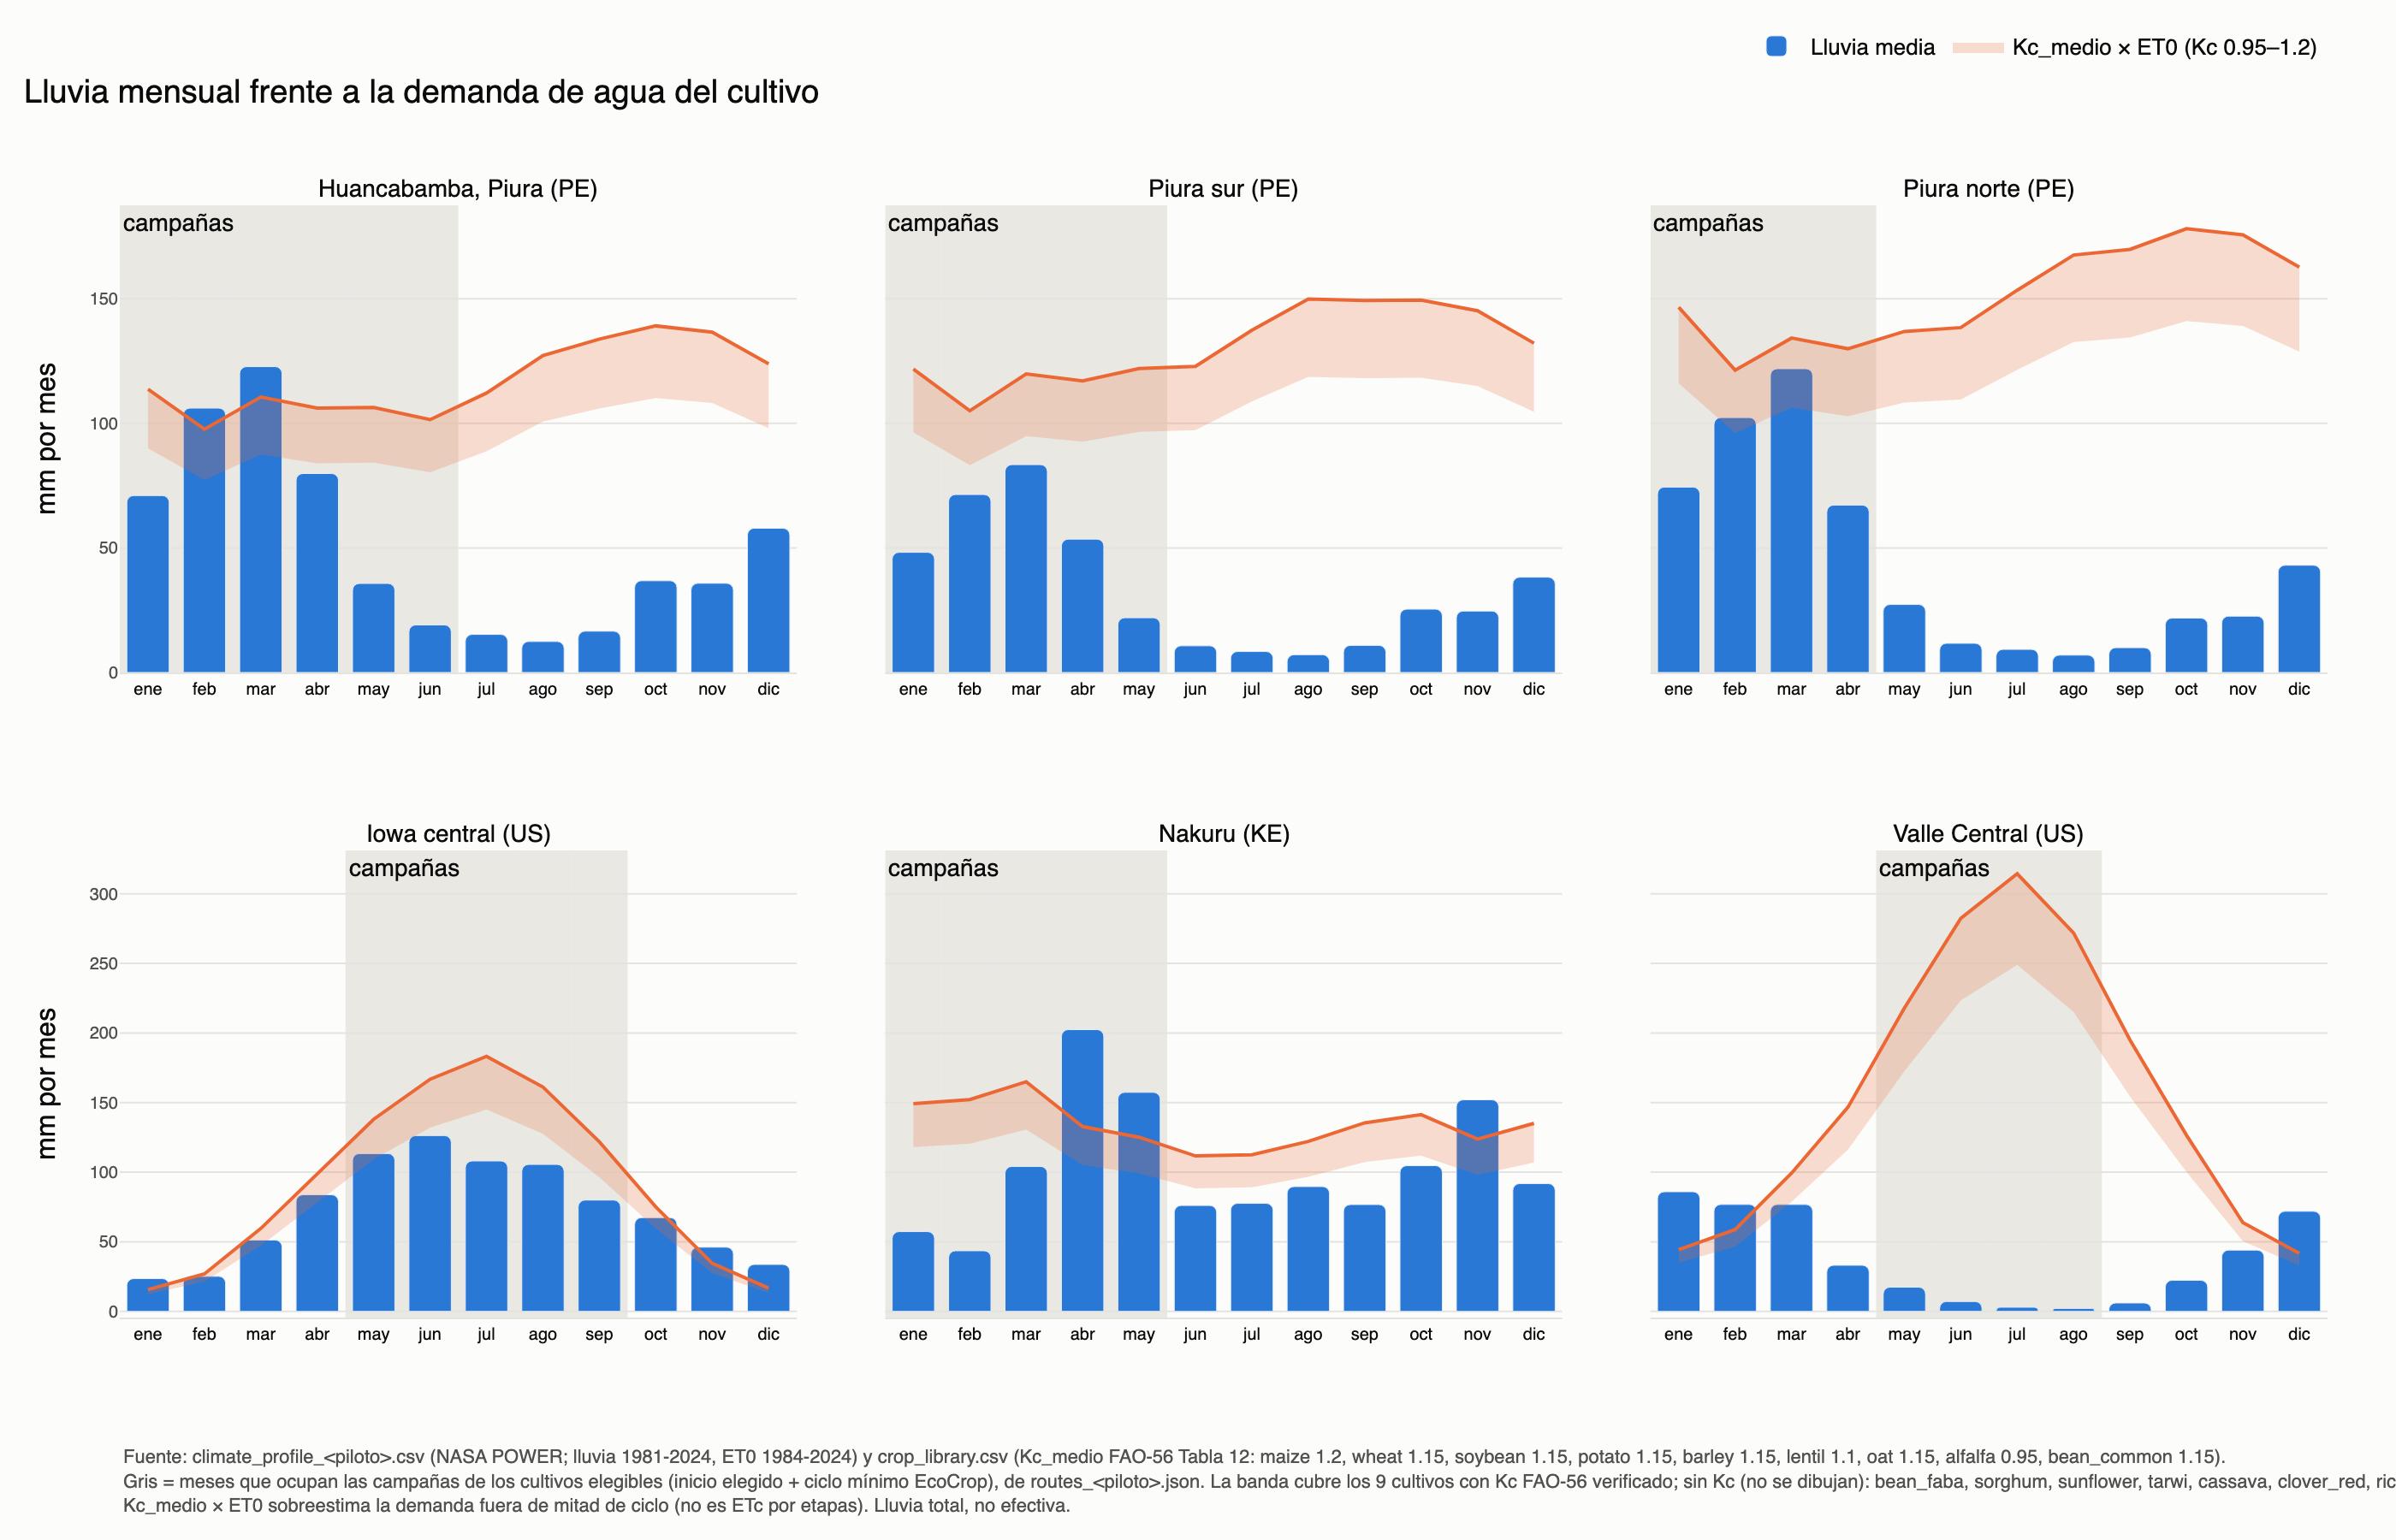 Lluvia media Kc_medio × ET0 (Kc 0.95–1.2)
Lluvia mensual frente a la demanda de agua del cultivo
Huancabamba, Piura (PE)
campañas
mm por mes
150
100
50
0
ene feb mar abr may jun jul ago sep oct nov dic
Piura sur (PE)
campañas
ene feb mar abr may jun jul ago sep oct nov dic
Piura norte (PE)
campañas
ene feb mar abr may jun jul ago sep oct nov dic
Iowa central (US)
campañas
mm por mes
300
250
200
150
100
50
0
ene feb mar abr may jun jul ago sep oct nov dic
Nakuru (KE)
campañas
ene feb mar abr may jun jul ago sep oct nov dic
Valle Central (US)
campañas
ene feb mar abr may jun jul ago sep oct nov dic
Fuente: climate_profile_<piloto>.csv (NASA POWER; lluvia 1981-2024, ET0 1984-2024) y crop_library.csv (Kc_medio FAO-56 Tabla 12: maize 1.2, wheat 1.15, soybean 1.15, potato 1.15, barley 1.15, lentil 1.1, oat 1.15, alfalfa 0.95, bean_common 1.15).
Gris = meses que ocupan las campañas de los cultivos elegibles (inicio elegido + ciclo mínimo EcoCrop), de routes_<piloto>.json. La banda cubre los 9 cultivos con Kc FAO-56 verificado; sin Kc (no se dibujan): bean_faba, sorghum, sunflower, tarwi, cassava, clover_red, ric
Kc_medio × ET0 sobreestima la demanda fuera de mitad de ciclo (no es ETc por etapas). Lluvia total, no efectiva.